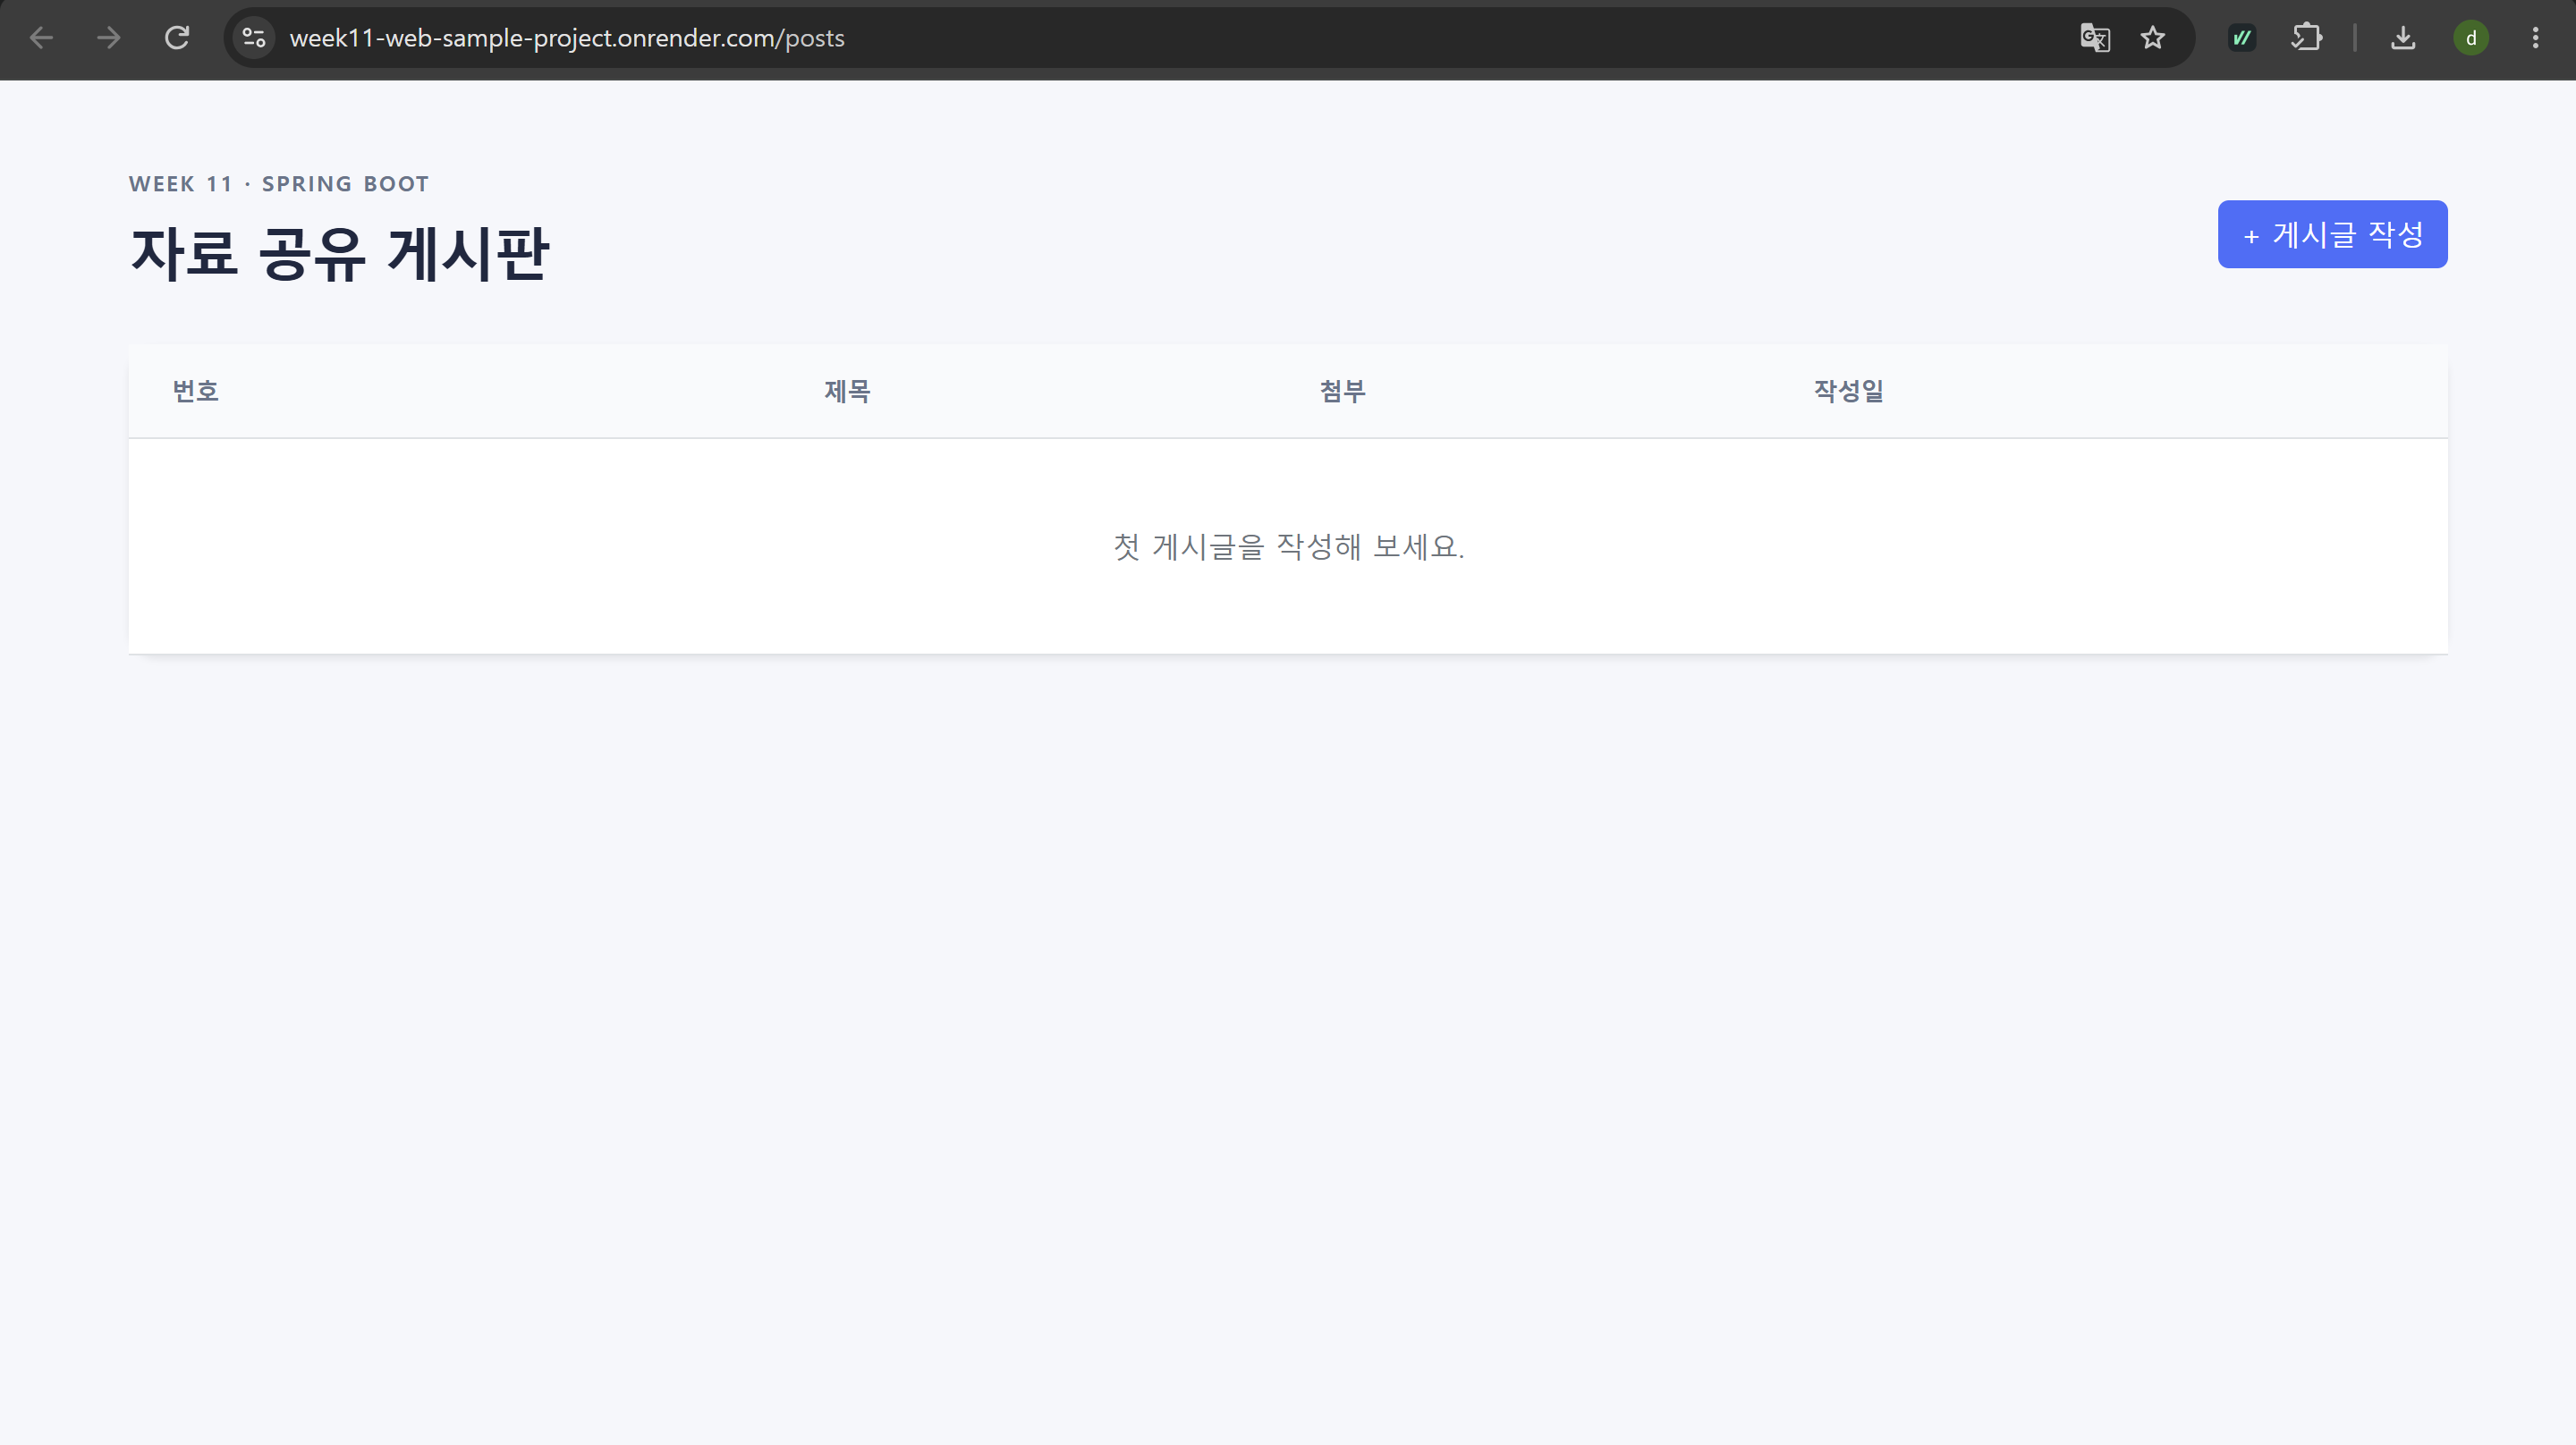 week11-web-sample-project.onrender.com/posts
d
WEEK 11 · SPRING BOOT
자료 공유 게시판
+ 게시글 작성
번호 제목 첨부 작성일
첫 게시글을 작성해 보세요.